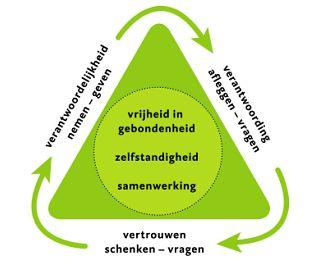 verantwoordelijkheid
nemen – geven
verantwoording
afleggen – vragen
vrijheid in
gebondenheid
zelfstandigheid
samenwerking
vertrouwen
schenken – vragen